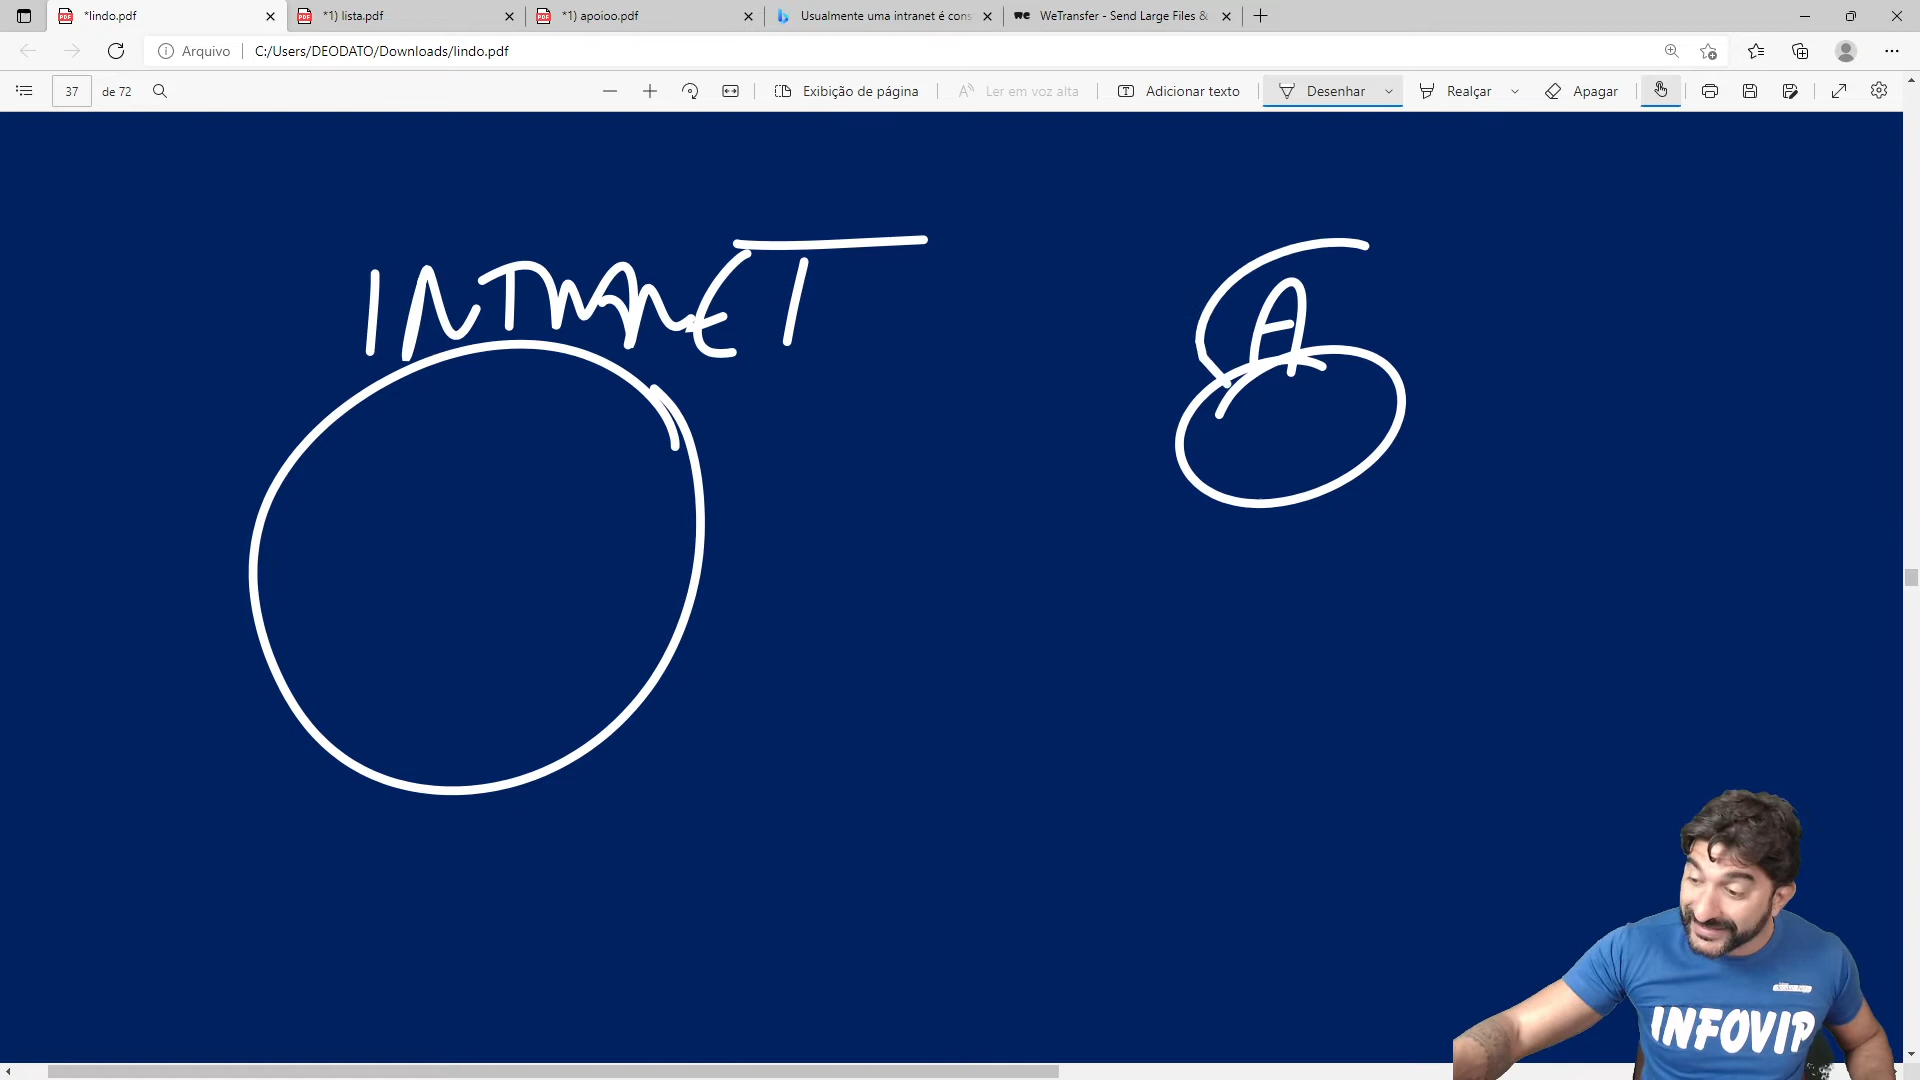 *lindo.pdf
*1) lista.pdf
*1) apoioo.pdf
Usualmente uma intranet é cons
WeTransfer - Send Large Files &
Arquivo
C:/Users/DEODATO/Downloads/lindo.pdf
37 de 72
Exibição de página
Ler em voz alta
Adicionar texto
Desenhar
Realçar
Apagar
INTRANET
A
INFOVIP